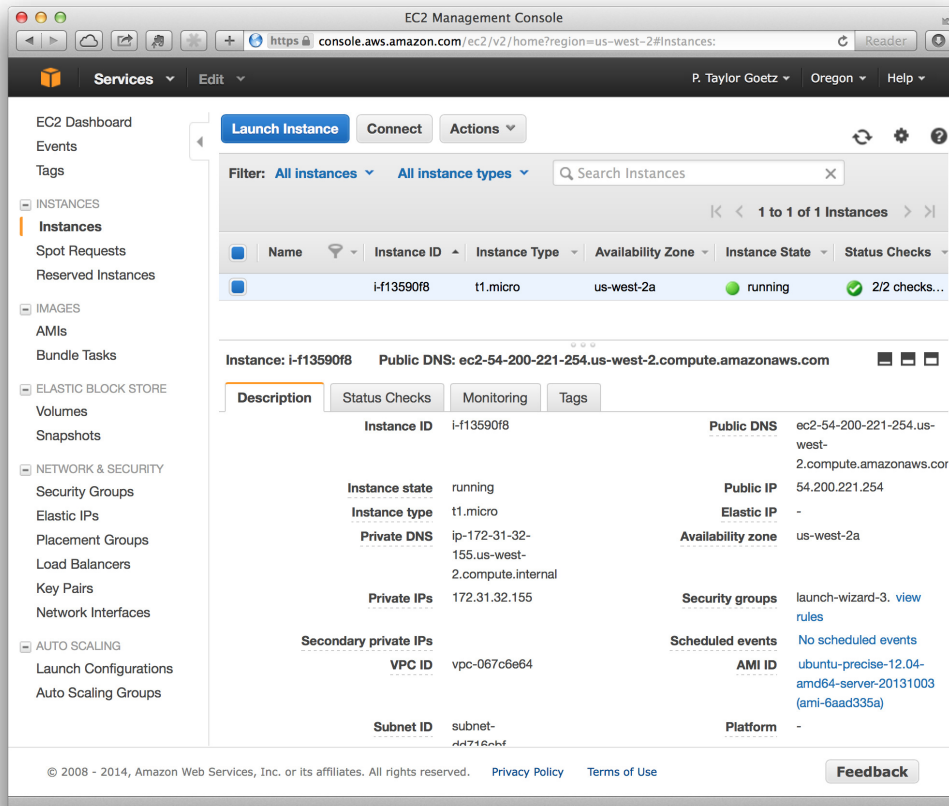 EC2 Management Console
https console.aws.amazon.com/ec2/v2/home?region=us-west-2#Instances:
Reader
Services
Edit
P. Taylor Goetz
Oregon
Help
EC2 Dashboard
Events
Tags
INSTANCES
Instances
Spot Requests
Reserved Instances
IMAGES
AMIs
Bundle Tasks
ELASTIC BLOCK STORE
Volumes
Snapshots
NETWORK & SECURITY
Security Groups
Elastic IPs
Placement Groups
Load Balancers
Key Pairs
Network Interfaces
AUTO SCALING
Launch Configurations
Auto Scaling Groups
Launch Instance
Connect
Actions
Filter: All instances All instance types Search Instances
1 to 1 of 1 Instances
Name Instance ID Instance Type Availability Zone Instance State Status Checks
i-f13590f8 t1.micro us-west-2a running 2/2 checks...
Instance: i-f13590f8 Public DNS: ec2-54-200-221-254.us-west-2.compute.amazonaws.com
Description Status Checks Monitoring Tags
Instance ID i-f13590f8
Instance state running
Instance type t1.micro
Private DNS ip-172-31-32-
155.us-west-
2.compute.internal
Private IPs 172.31.32.155
Secondary private IPs
VPC ID vpc-067c6e64
Subnet ID subnet-
dd716cbf
Public DNS ec2-54-200-221-254.us-
west-
2.compute.amazonaws.com
Public IP 54.200.221.254
Elastic IP -
Availability zone us-west-2a
Security groups launch-wizard-3. view
rules
Scheduled events No scheduled events
AMI ID ubuntu-precise-12.04-
amd64-server-20131003
(ami-6aad335a)
Platform -
© 2008 - 2014, Amazon Web Services, Inc. or its affiliates. All rights reserved. Privacy Policy Terms of Use
Feedback